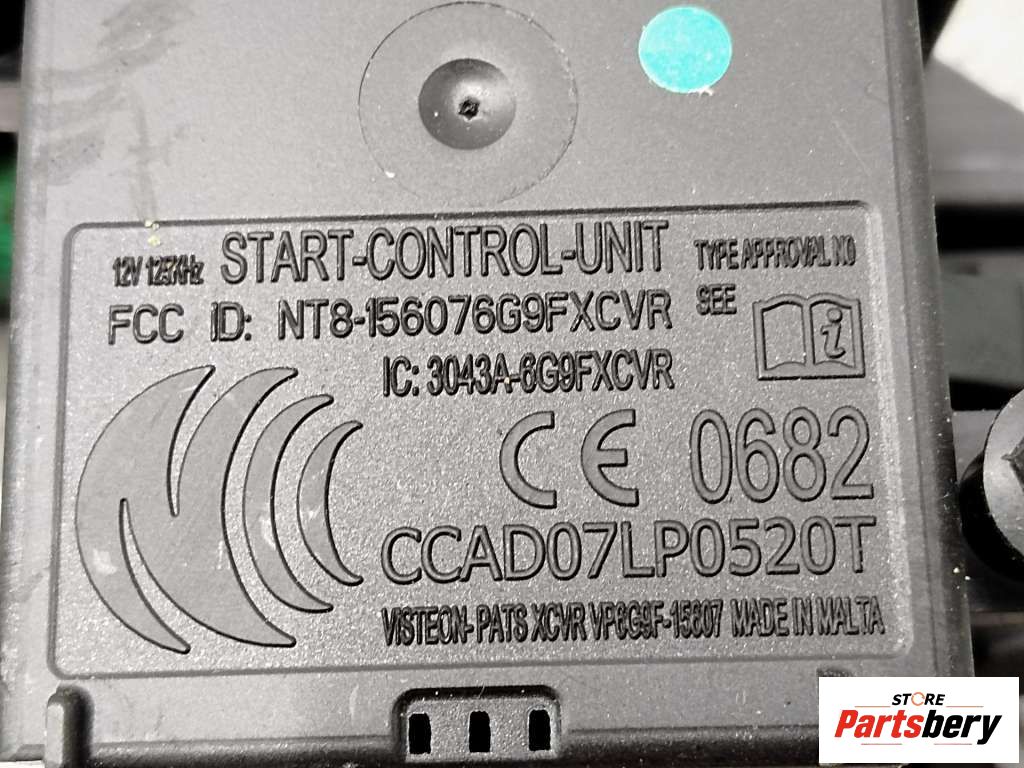 12V 125KHz START-CONTROL-UNIT TYPE APPROVAL NO
FCC ID: NT8-156076G9FXCVR SEE
IC: 3043A-6G9FXCVR
CE 0682
CCAD07LP0520T
VISTEON- PATS XCVR VP6G9F-15607 MADE IN MALTA
STORE
Partsbery